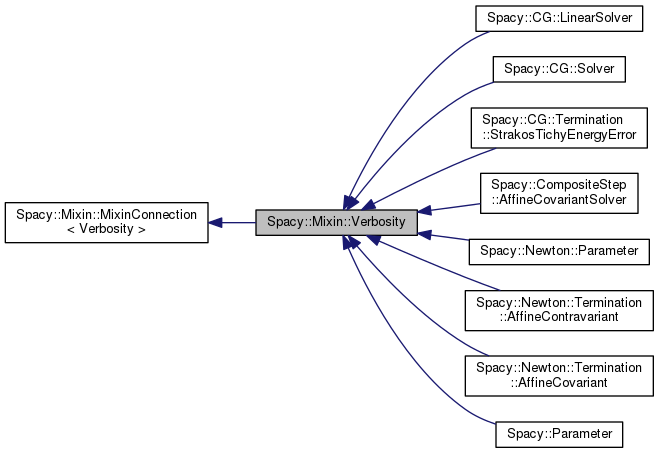 Spacy::CG::LinearSolver
Spacy::CG::Solver
Spacy::CG::Termination
::StrakosTichyEnergyError
Spacy::CompositeStep
::AffineCovariantSolver
Spacy::Mixin::MixinConnection
< Verbosity >
Spacy::Mixin::Verbosity
Spacy::Newton::Parameter
Spacy::Newton::Termination
::AffineContravariant
Spacy::Newton::Termination
::AffineCovariant
Spacy::Parameter